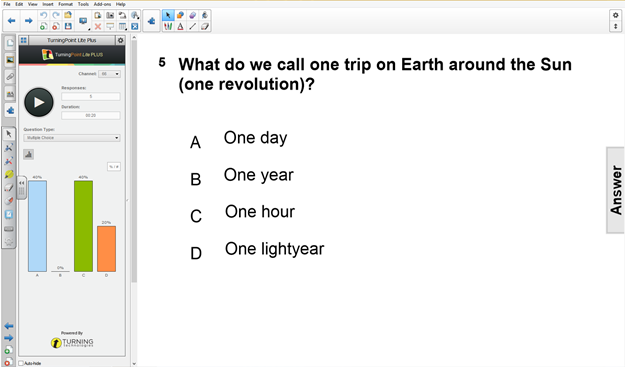 File Edit View Insert Format Tools Add-ons Help
TurningPoint Lite Plus
TurningPoint Lite PLUS
Channel:
Responses:
5
Duration:
00:20
Question Type:
Multiple Choice
40%
0%
40%
20%
A B C D
Powered By
TURNING
technologies
Auto-hide
5 What do we call one trip on Earth around the Sun
(one revolution)?
A One day
B One year
C One hour
D One lightyear
Answer